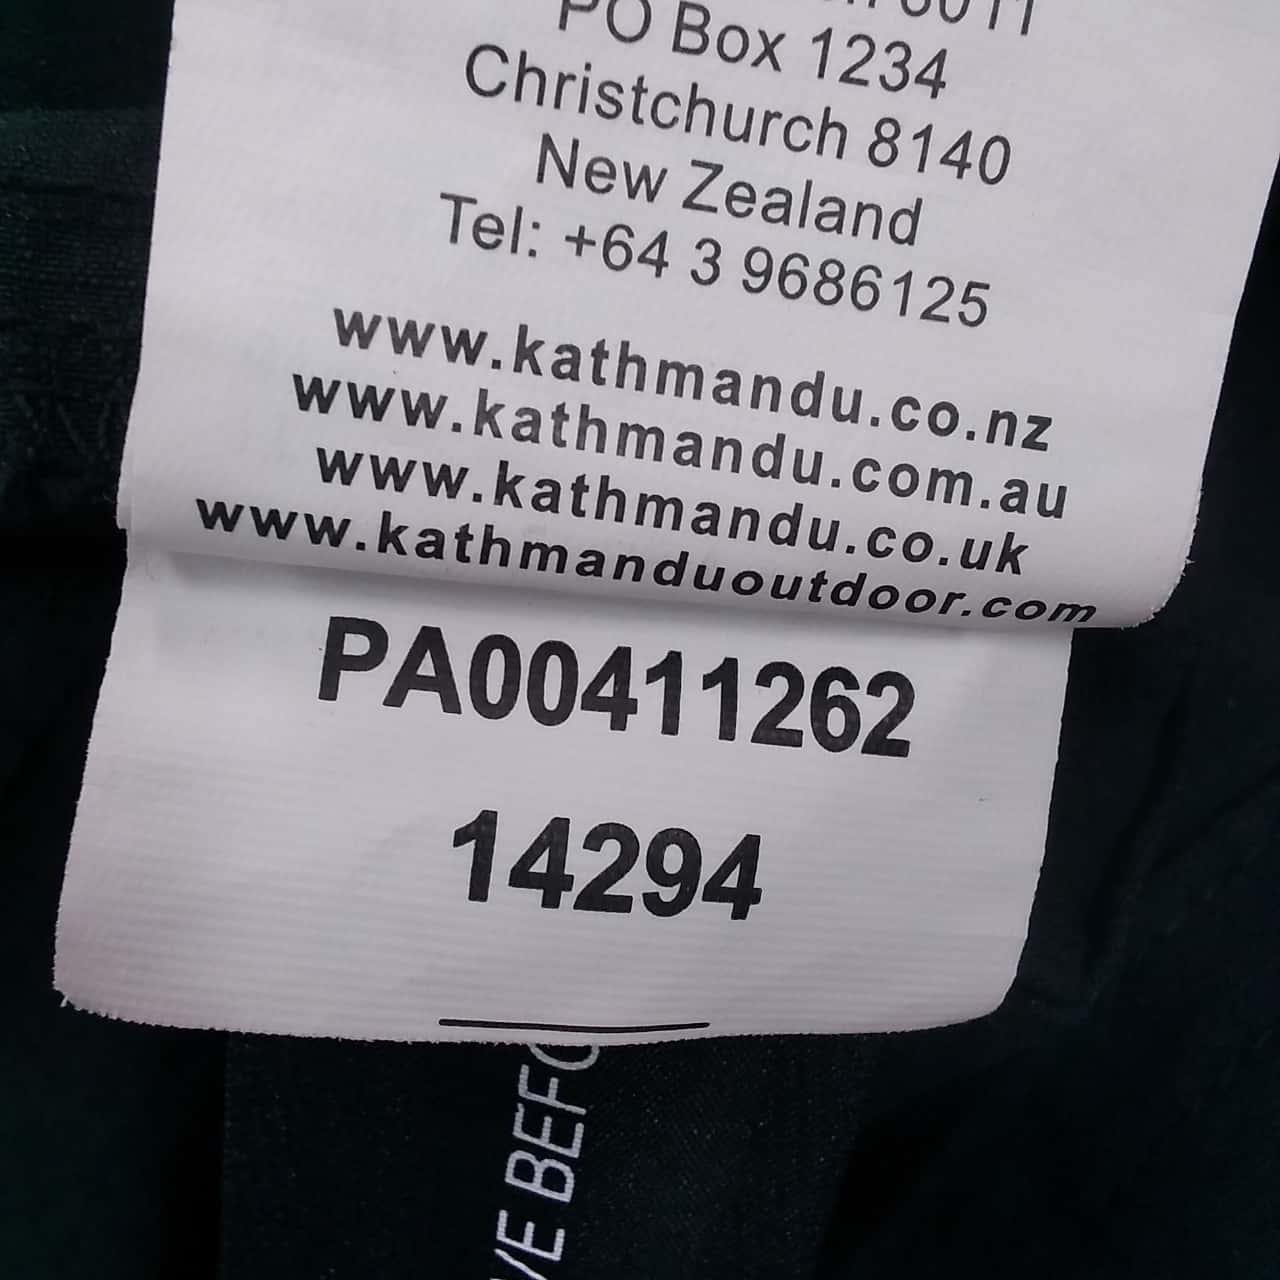 PO Box 1234
Christchurch 8140
New Zealand
Tel: +64 3 9686125
www.kathmandu.co.nz
www.kathmandu.com.au
www.kathmandu.co.uk
www.kathmanduoutdoor.com
PA00411262
14294